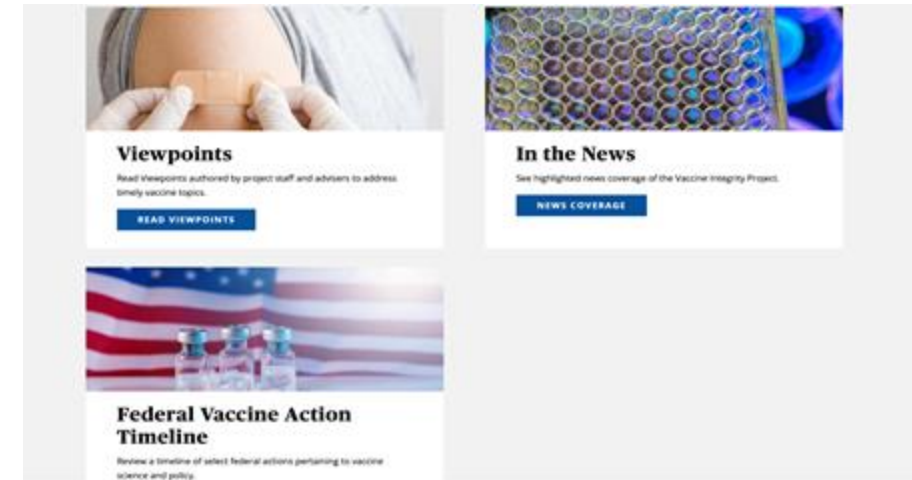 Viewpoints
Read Viewpoints authored by project staff and advisers to address
timely vaccine topics.
READ VIEWPOINTS
In the News
See highlighted news coverage of the Vaccine Integrity Project.
NEWS COVERAGE
Federal Vaccine Action
Timeline
Review a timeline of select federal actions pertaining to vaccine
science and policy.